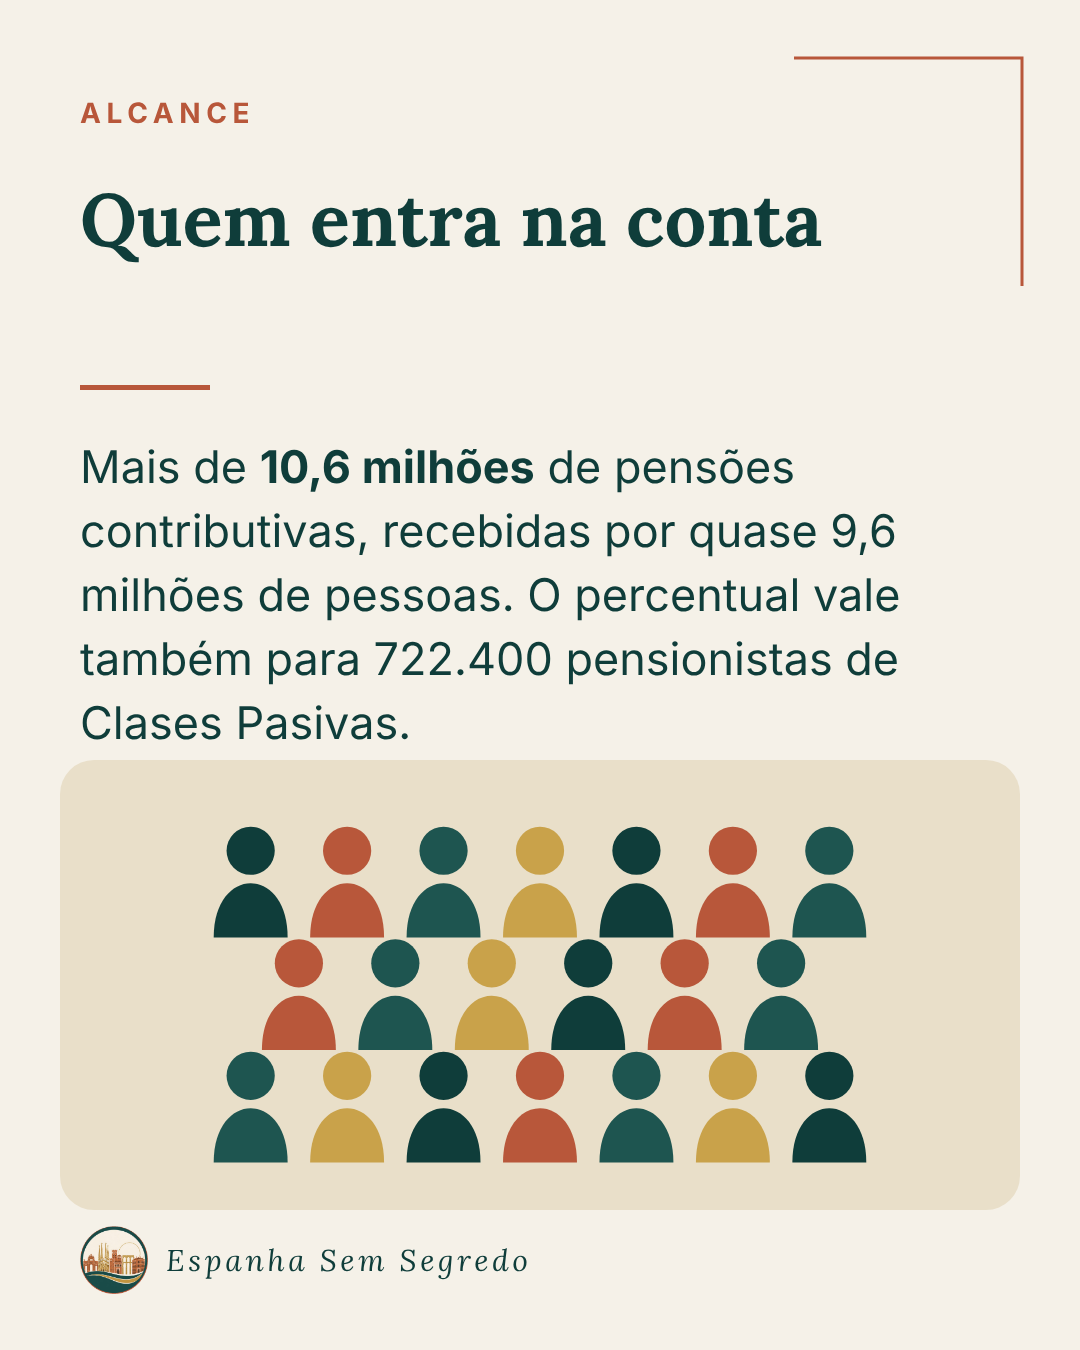 ALCANCE
Quem entra na conta
Mais de 10,6 milhões de pensões
contributivas, recebidas por quase 9,6
milhões de pessoas. O percentual vale
também para 722.400 pensionistas de
Clases Pasivas.
Espanha Sem Segredo